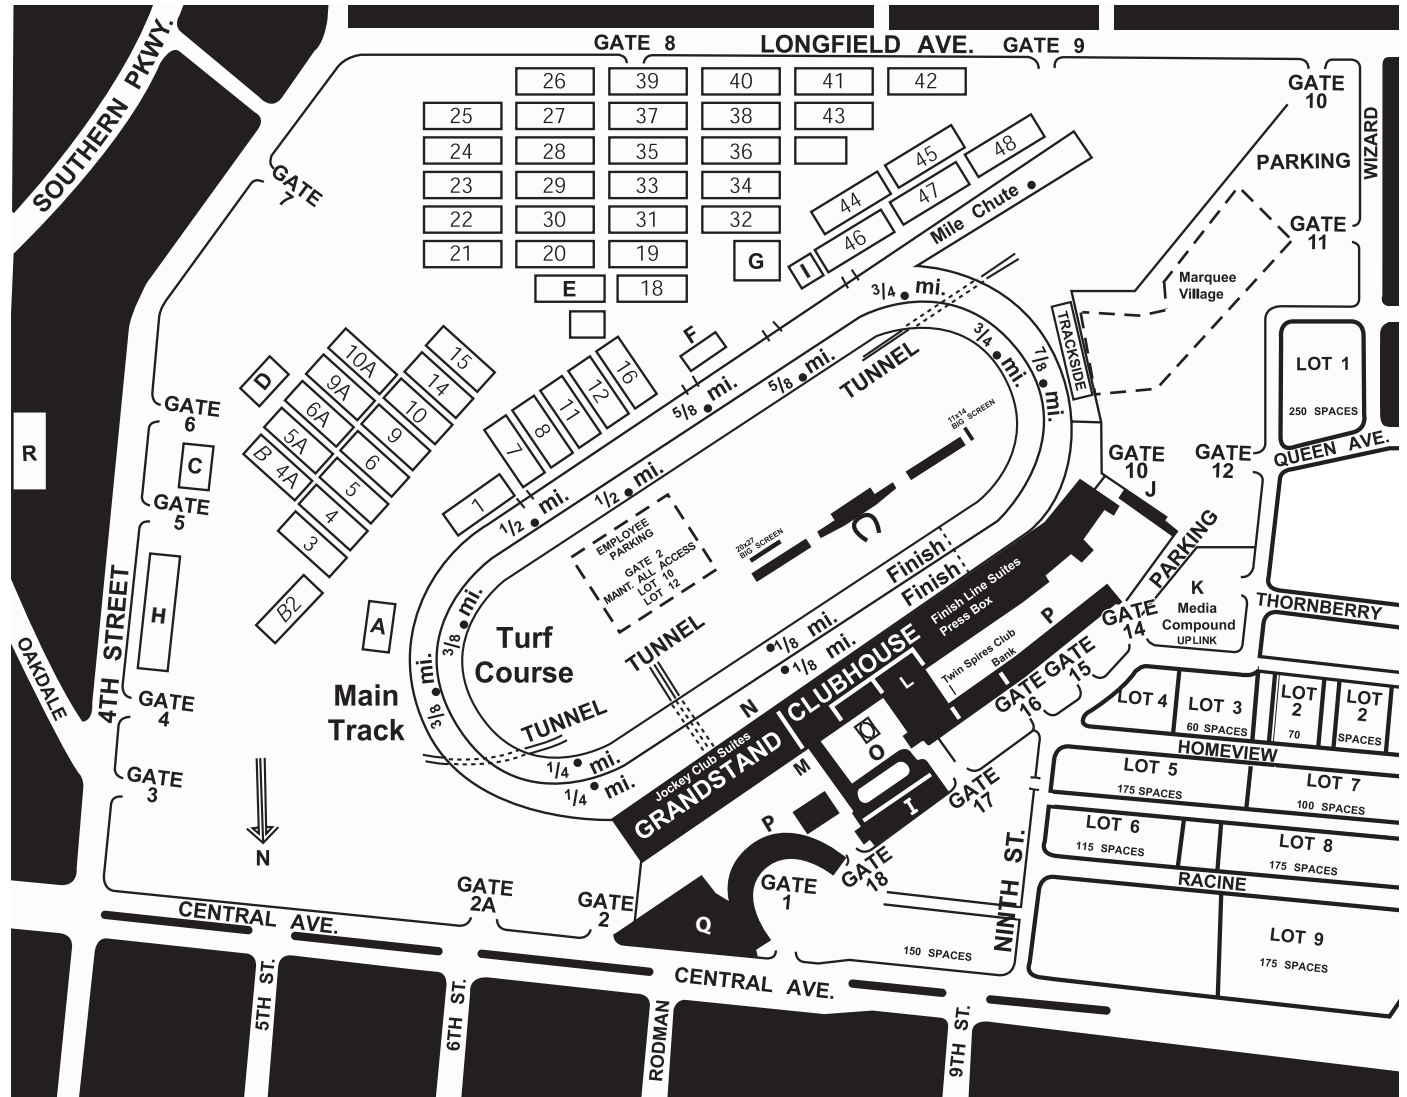 SOUTHERN PKWY.
GATE 8
LONGFIELD AVE.
GATE 9
GATE
10
WIZARD
PARKING
GATE
11
GATE
7
26
39
40
41
42
25
27
37
38
43
24
28
35
36
23
29
33
34
22
30
31
32
21
20
19
G
E
18
44
45
46
47
48
I
Mile Chute
Marquee
Village
TRACKSIDE
F
D
10A
15
9A
14
6A
10
5A
9
B 4A
6
5
4
3
B2
16
12
11
8
7
1
GATE
6
C
R
GATE
5
H
A
4TH STREET
OAKDALE
GATE
4
GATE
3
N
3/4 mi.
3/4 mi.
7/8 mi.
5/8 mi.
5/8 mi.
1/2 mi.
1/2 mi.
3/8 mi.
3/8 mi.
1/4 mi.
1/4 mi.
1/8 mi.
1/8 mi.
Finish
Finish
TUNNEL
TUNNEL
TUNNEL
11x14
BIG SCREEN
20x27
BIG SCREEN
EMPLOYEE
PARKING
GATE 2
MAINT. ALL ACCESS
LOT 10
LOT 12
Turf
Course
Main
Track
LOT 1
250 SPACES
QUEEN AVE.
GATE
10
J
GATE
12
PARKING
K
Media
Compound
UPLINK
THORNBERRY
GATE
14
GATE
15
GATE
16
GATE
17
GATE
18
Finish Line Suites
Press Box
P
Twin Spires Club
Bank
CLUBHOUSE
L
N
Jockey Club Suites
GRANDSTAND
M
O
I
P
Q
GATE
1
GATE
2
GATE
2A
LOT 4
LOT 3
60 SPACES
LOT
2
70
LOT
2
SPACES
HOMEVIEW
LOT 5
175 SPACES
LOT 7
100 SPACES
LOT 6
115 SPACES
LOT 8
175 SPACES
RACINE
LOT 9
175 SPACES
NINTH ST.
150 SPACES
CENTRAL AVE.
CENTRAL AVE.
5TH ST.
6TH ST.
RODMAN
9TH ST.